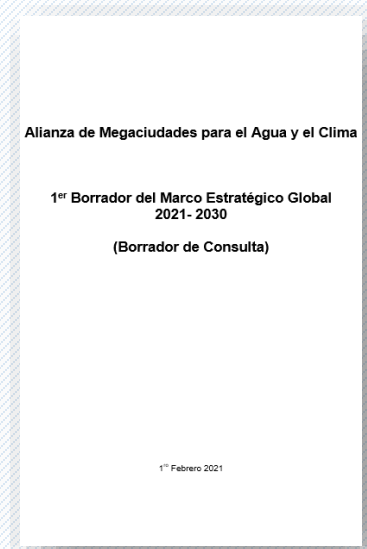 Alianza de Megaciudades para el Agua y el Clima
1er Borrador del Marco Estratégico Global
2021- 2030
(Borrador de Consulta)
1ro Febrero 2021